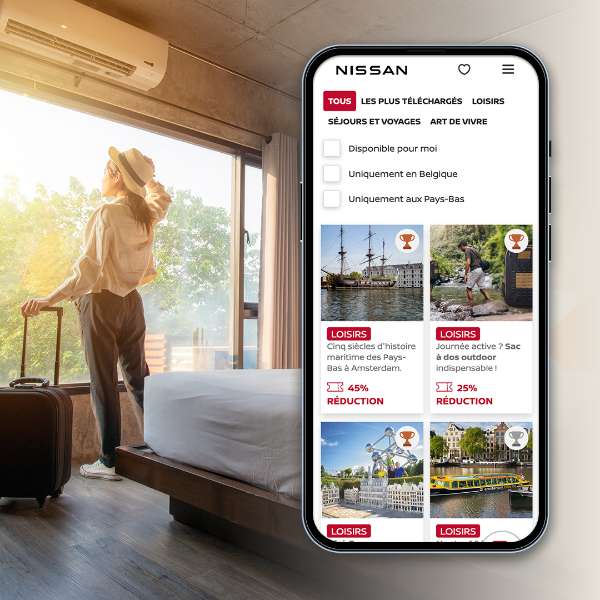 NISSAN
TOUS LES PLUS TÉLÉCHARGÉS LOISIRS
SÉJOURS ET VOYAGES ART DE VIVRE
Disponible pour moi
Uniquement en Belgique
Uniquement aux Pays-Bas
LOISIRS
Cinq siècles d'histoire
maritime des Pays-
Bas à Amsterdam.
45%
RÉDUCTION
LOISIRS
Journée active ? Sac
à dos outdoor
indispensable !
25%
RÉDUCTION
LOISIRS
LOISIRS